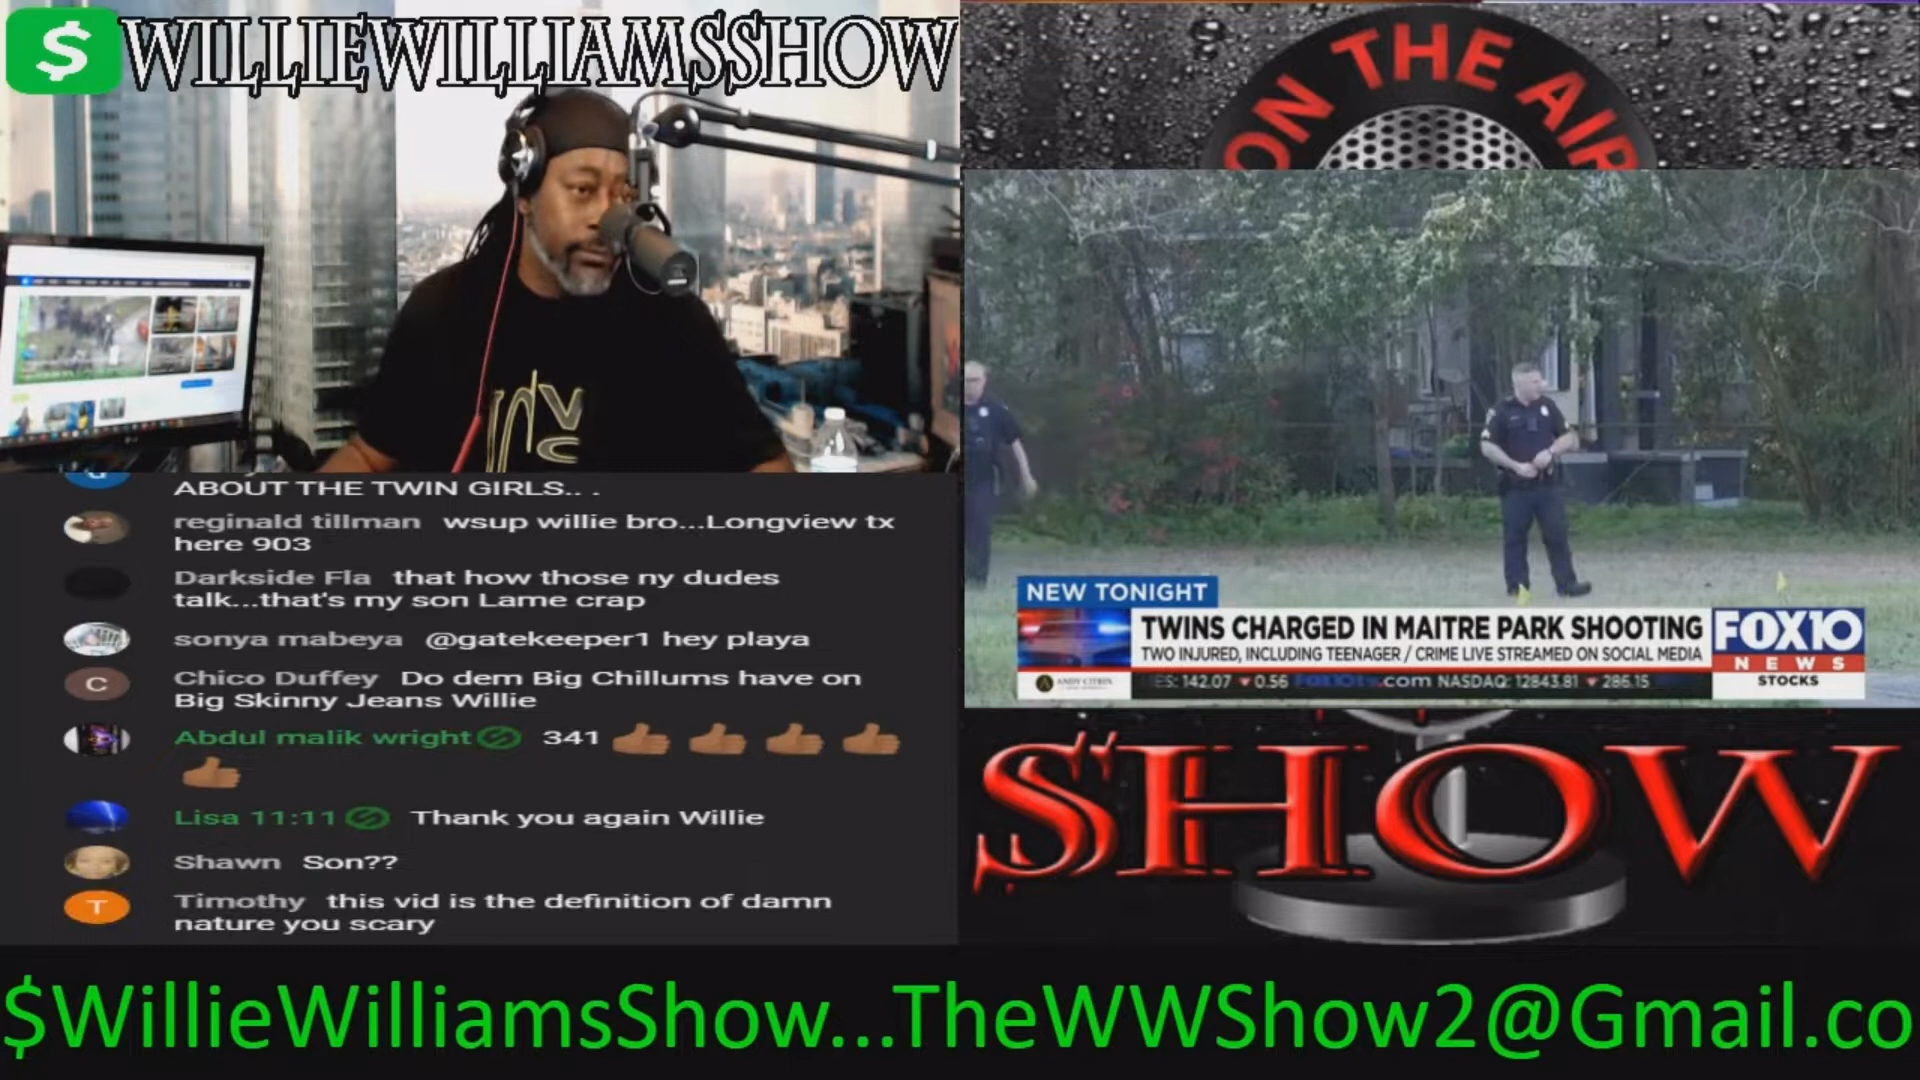 $ WILLIEWILLIAMSSHOW
ON THE AIR
ABOUT THE TWIN GIRLS.. .
reginald tillman wsup willie bro...Longview tx
here 903
Darkside Fla that how those ny dudes
talk...that's my son Lame crap
sonya mabeya @gatekeeper1 hey playa
C Chico Duffey Do dem Big Chillums have on
Big Skinny Jeans Willie
Abdul malik wright 341
Lisa 11:11 Thank you again Willie
Shawn Son??
T Timothy this vid is the definition of damn
nature you scary
NEW TONIGHT
TWINS CHARGED IN MAITRE PARK SHOOTING
TWO INJURED, INCLUDING TEENAGER / CRIME LIVE STREAMED ON SOCIAL MEDIA
ES: 142.07 ▼ 0.56 .com NASDAQ: 12843.81 ▼ 286.15
FOX10
NEWS
STOCKS
SHOW
$WillieWilliamsShow...TheWWShow2@Gmail.co